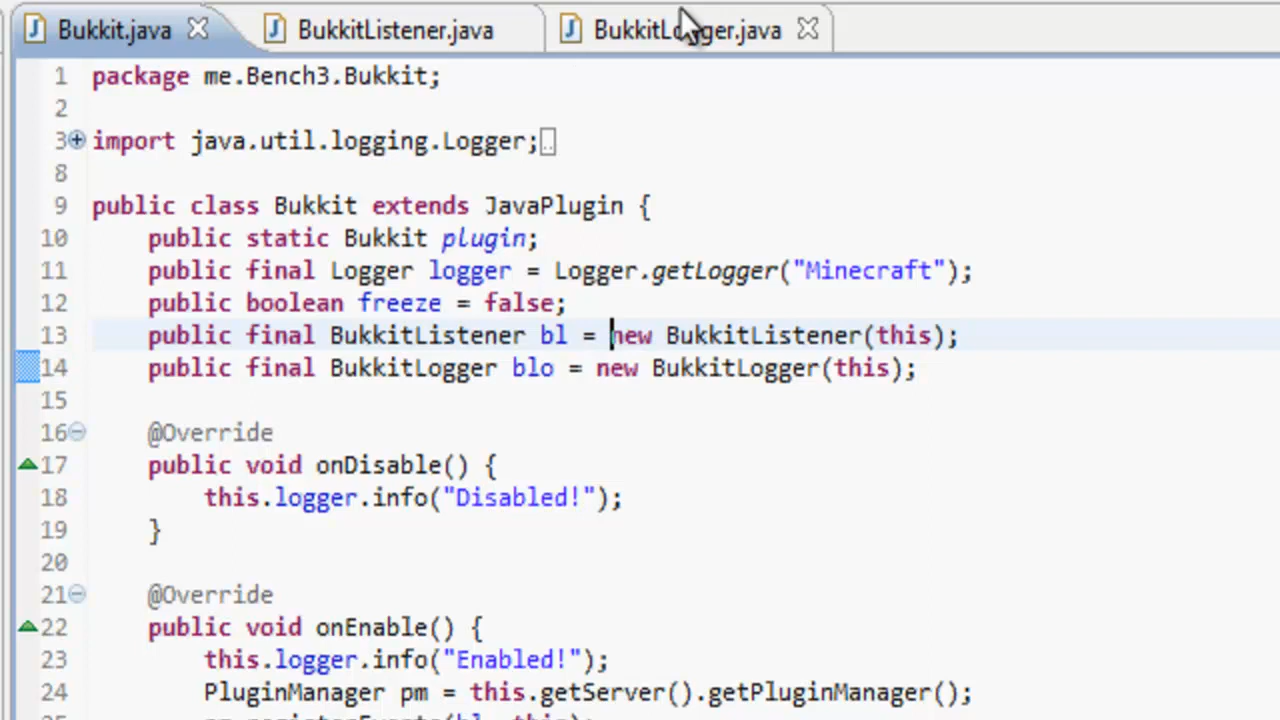 Bukkit.java BukkitListener.java BukkitLogger.java
1 package me.Bench3.Bukkit;
2
3 import java.util.logging.Logger;
8
9 public class Bukkit extends JavaPlugin {
10 public static Bukkit plugin;
11 public final Logger logger = Logger.getLogger("Minecraft");
12 public boolean freeze = false;
13 public final BukkitListener bl = new BukkitListener(this);
14 public final BukkitLogger blo = new BukkitLogger(this);
15
16 @Override
17 public void onDisable() {
18 this.logger.info("Disabled!");
19 }
20
21 @Override
22 public void onEnable() {
23 this.logger.info("Enabled!");
24 PluginManager pm = this.getServer().getPluginManager();